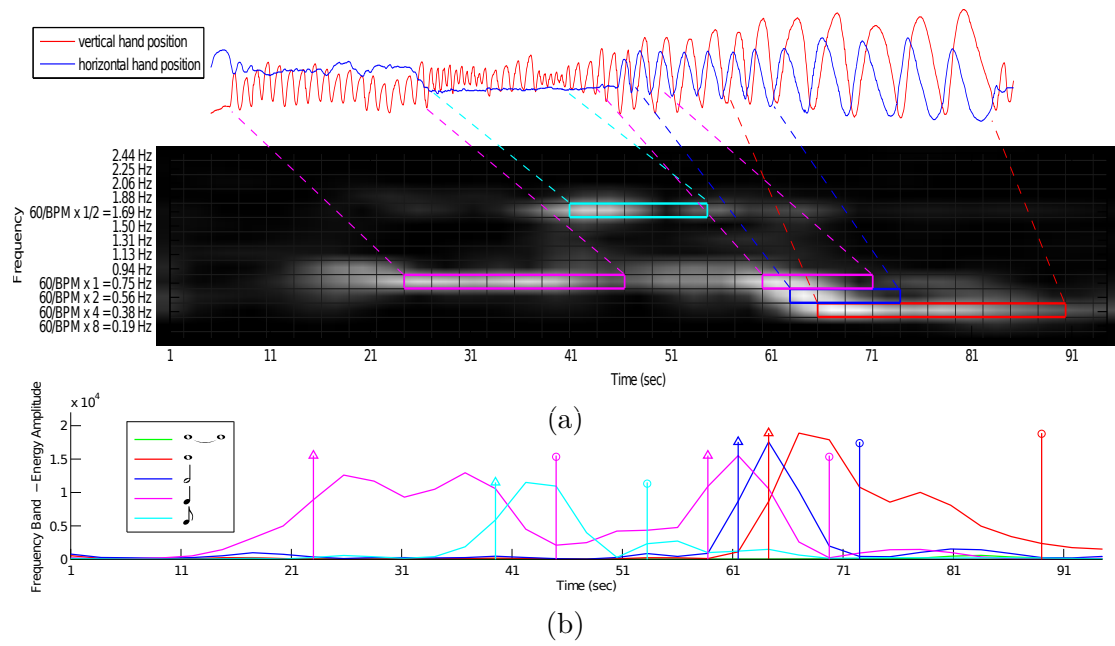 vertical hand position
horizontal hand position
Frequency
2.44 Hz
2.25 Hz
2.06 Hz
1.88 Hz
60/BPM x 1/2 = 1.69 Hz
1.50 Hz
1.31 Hz
1.13 Hz
0.94 Hz
60/BPM x 1 = 0.75 Hz
60/BPM x 2 = 0.56 Hz
60/BPM x 4 = 0.38 Hz
60/BPM x 8 = 0.19 Hz
1 11 21 31 41 51 61 71 81 91
Time (sec)
(a)
Frequency Band - Energy Amplitude
x 10^4
2
1.5
1
0.5
0
1 11 21 31 41 51 61 71 81 91
Time (sec)
(b)